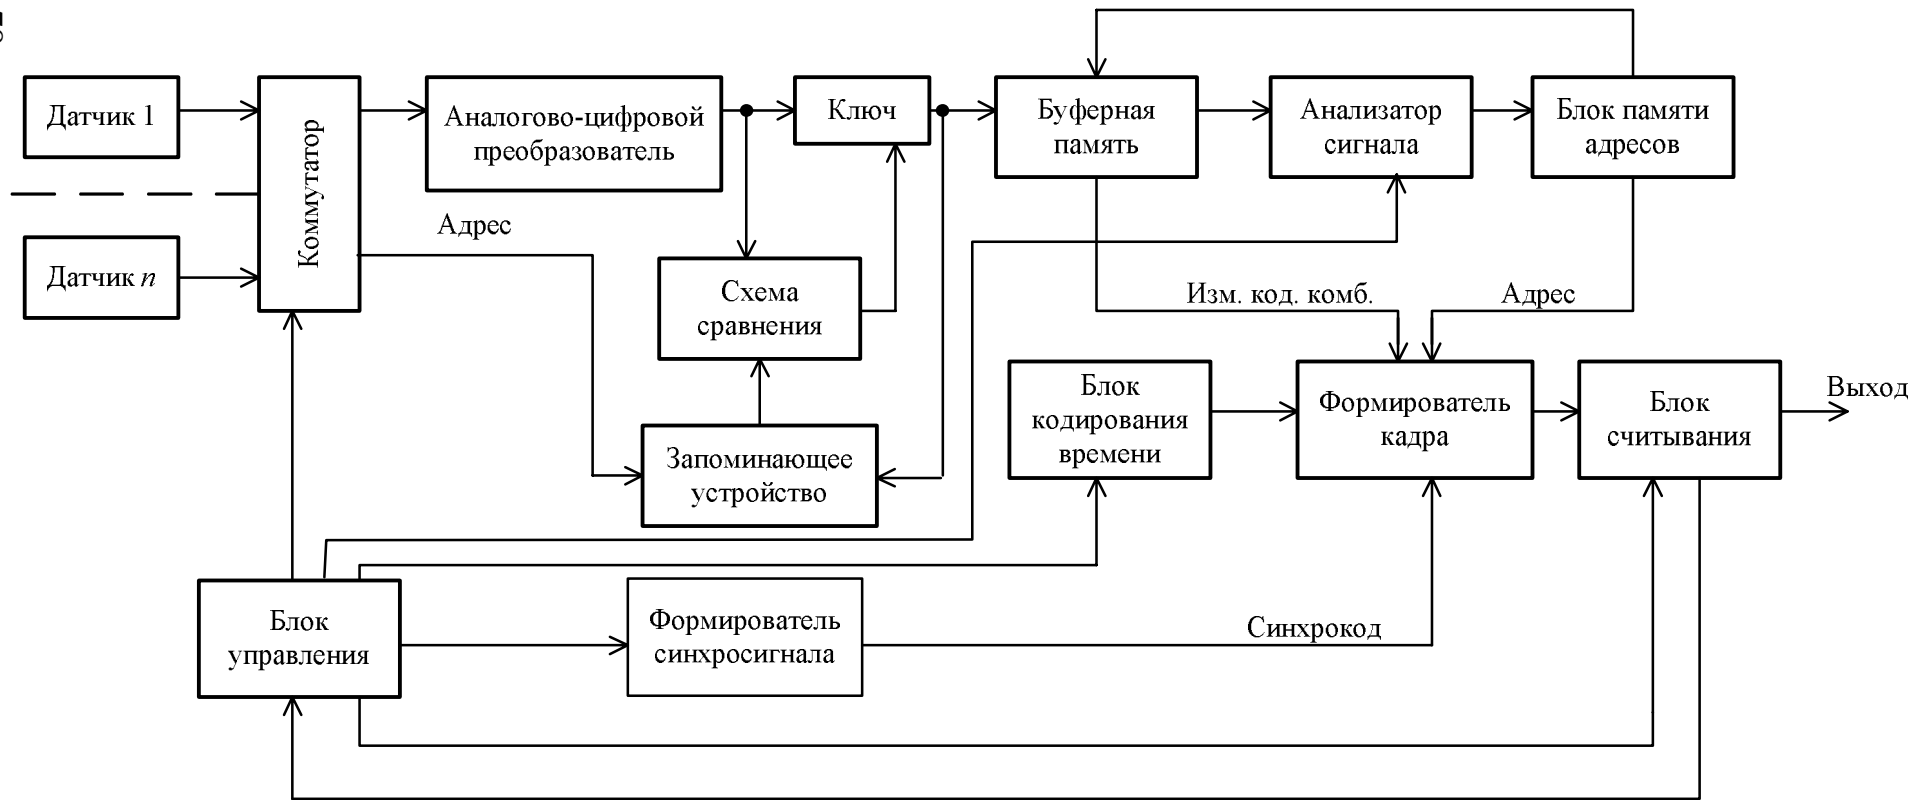 Датчик 1
Датчик n
Коммутатор
Аналогово-цифровой
преобразователь
Ключ
Буферная
память
Анализатор
сигнала
Блок памяти
адресов
Адрес
Схема
сравнения
Изм. код. комб.
Адрес
Запоминающее
устройство
Блок
кодирования
времени
Формирователь
кадра
Блок
считывания
Выход
Блок
управления
Формирователь
синхросигнала
Синхрокод